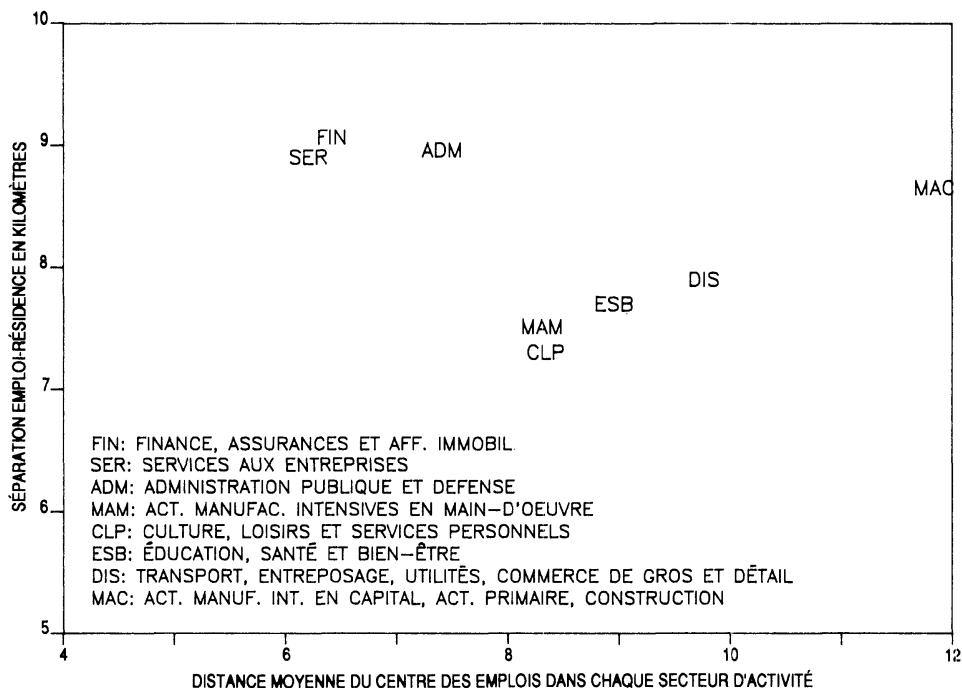 10
9
8
7
6
5
SÉPARATION EMPLOI-RÉSIDENCE EN KILOMÈTRES
FIN
SER
ADM
MAC
DIS
ESB
MAM
CLP
FIN: FINANCE, ASSURANCES ET AFF. IMMOBIL
SER: SERVICES AUX ENTREPRISES
ADM: ADMINISTRATION PUBLIQUE ET DEFENSE
MAM: ACT. MANUFAC. INTENSIVES EN MAIN-D'OEUVRE
CLP: CULTURE, LOISIRS ET SERVICES PERSONNELS
ESB: ÉDUCATION, SANTÉ ET BIEN-ÊTRE
DIS: TRANSPORT, ENTREPOSAGE, UTILITÉS, COMMERCE DE GROS ET DÉTAIL
MAC: ACT. MANUF. INT. EN CAPITAL, ACT. PRIMAIRE, CONSTRUCTION
4 6 8 10 12
DISTANCE MOYENNE DU CENTRE DES EMPLOIS DANS CHAQUE SECTEUR D'ACTIVITÉ